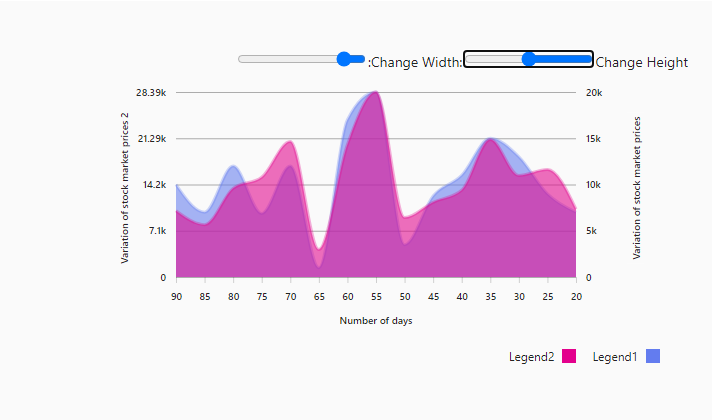 :Change Width: Change Height
28.39k
21.29k
14.2k
7.1k
0
Variation of stock market prices 2
20k
15k
10k
5k
0
Variation of stock market prices
90 85 80 75 70 65 60 55 50 45 40 35 30 25 20
Number of days
Legend2 Legend1